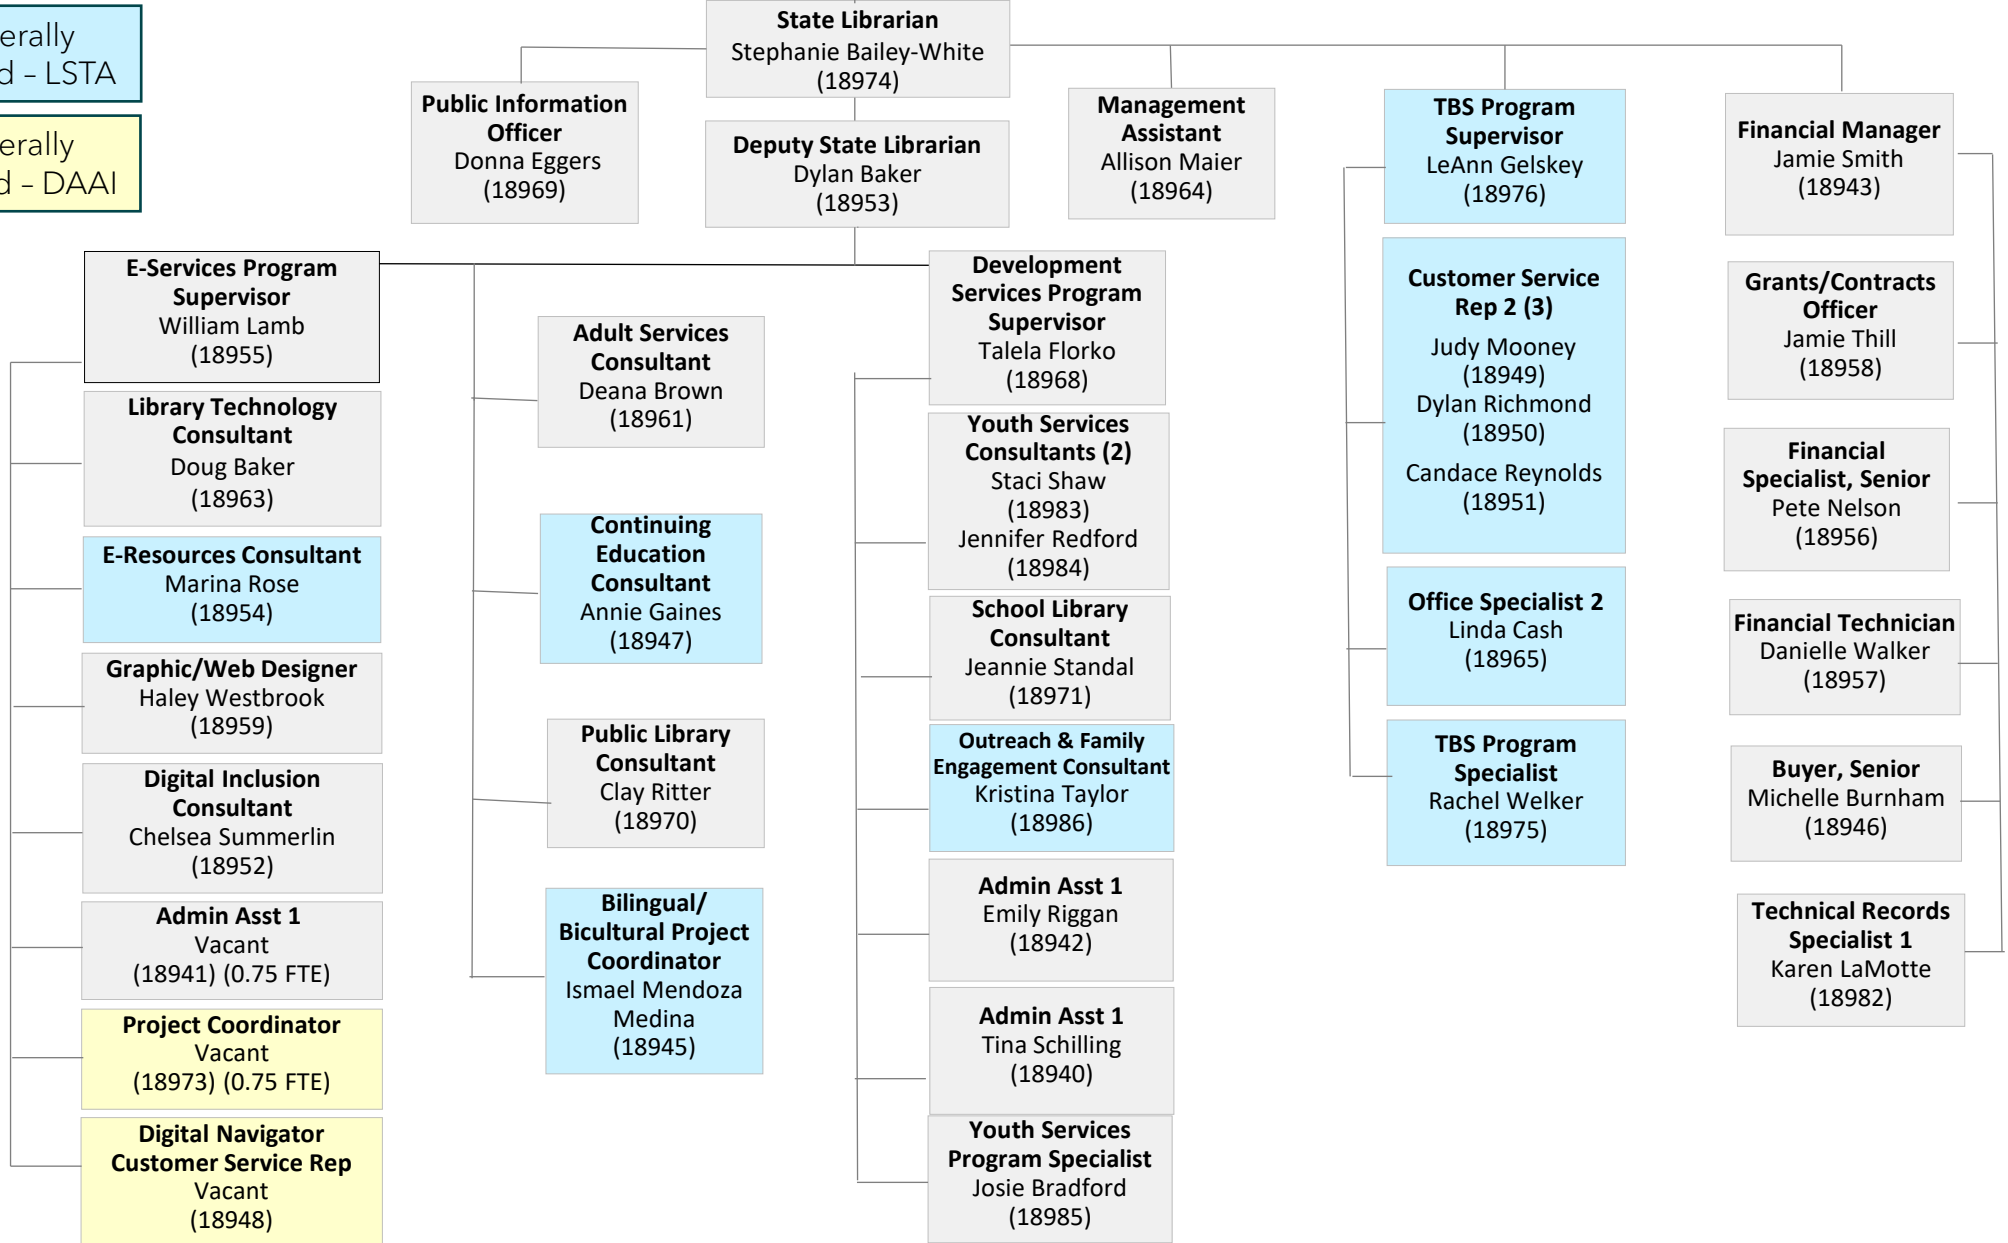 erally
d – LSTA
erally
d – DAAI
State Librarian
Stephanie Bailey-White
(18974)
Public Information
Officer
Donna Eggers
(18969)
Deputy State Librarian
Dylan Baker
(18953)
Management
Assistant
Allison Maier
(18964)
TBS Program
Supervisor
LeAnn Gelskey
(18976)
Financial Manager
Jamie Smith
(18943)
E-Services Program
Supervisor
William Lamb
(18955)
Library Technology
Consultant
Doug Baker
(18963)
E-Resources Consultant
Marina Rose
(18954)
Graphic/Web Designer
Haley Westbrook
(18959)
Digital Inclusion
Consultant
Chelsea Summerlin
(18952)
Admin Asst 1
Vacant
(18941) (0.75 FTE)
Project Coordinator
Vacant
(18973) (0.75 FTE)
Digital Navigator
Customer Service Rep
Vacant
(18948)
Adult Services
Consultant
Deana Brown
(18961)
Continuing
Education
Consultant
Annie Gaines
(18947)
Public Library
Consultant
Clay Ritter
(18970)
Bilingual/
Bicultural Project
Coordinator
Ismael Mendoza
Medina
(18945)
Development
Services Program
Supervisor
Talela Florko
(18968)
Youth Services
Consultants (2)
Staci Shaw
(18983)
Jennifer Redford
(18984)
School Library
Consultant
Jeannie Standal
(18971)
Outreach & Family
Engagement Consultant
Kristina Taylor
(18986)
Admin Asst 1
Emily Riggan
(18942)
Admin Asst 1
Tina Schilling
(18940)
Youth Services
Program Specialist
Josie Bradford
(18985)
Customer Service
Rep 2 (3)
Judy Mooney
(18949)
Dylan Richmond
(18950)
Candace Reynolds
(18951)
Office Specialist 2
Linda Cash
(18965)
TBS Program
Specialist
Rachel Welker
(18975)
Grants/Contracts
Officer
Jamie Thill
(18958)
Financial
Specialist, Senior
Pete Nelson
(18956)
Financial Technician
Danielle Walker
(18957)
Buyer, Senior
Michelle Burnham
(18946)
Technical Records
Specialist 1
Karen LaMotte
(18982)